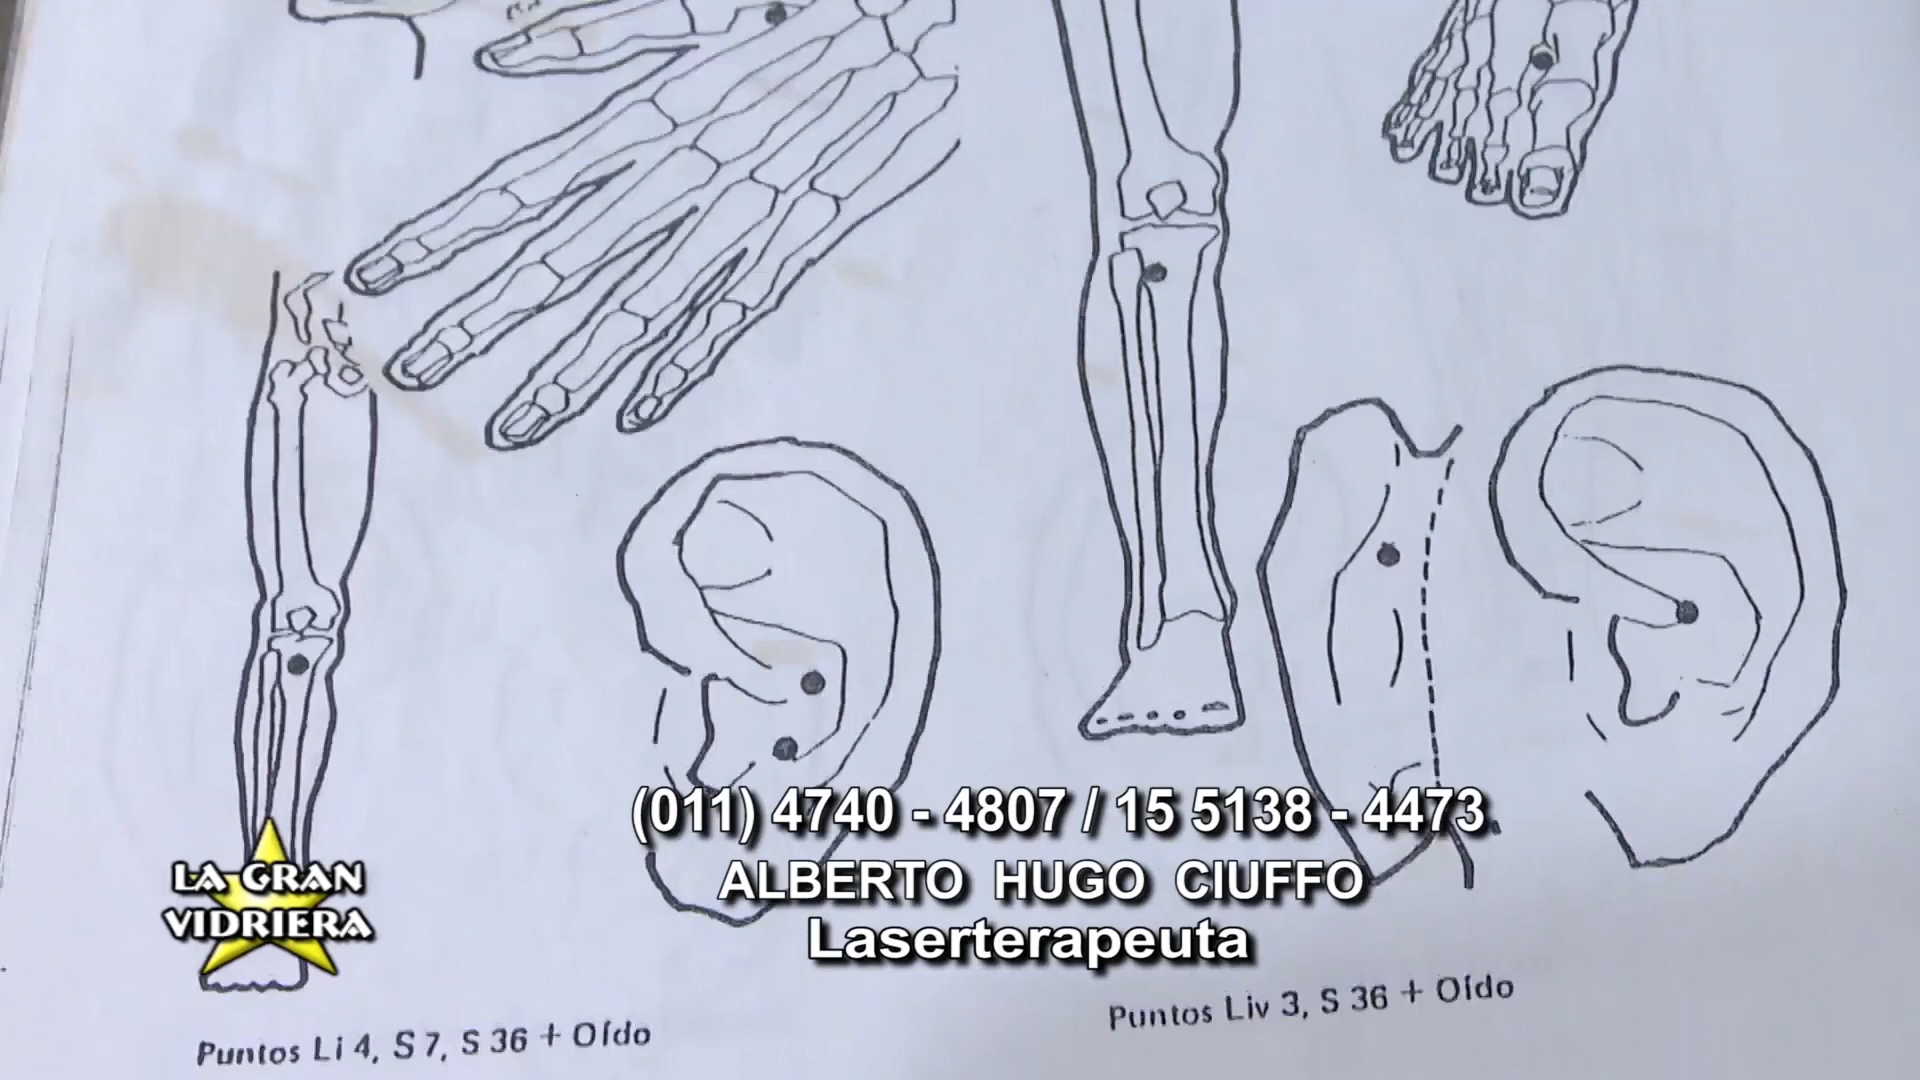 (011) 4740 - 4807 / 15 5138 - 4473
ALBERTO HUGO CIUFFO
Laserterapeuta
LA GRAN
VIDRIERA
Puntos Li 4, S 7, S 36 + Oído
Puntos Liv 3, S 36 + Oído